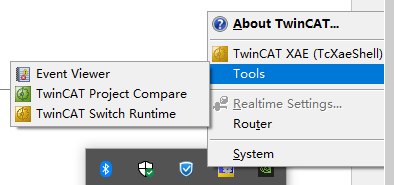 About TwinCAT...
TwinCAT XAE (TcXaeShell)
Tools
Realtime Settings...
Router
System
Event Viewer
TwinCAT Project Compare
TwinCAT Switch Runtime